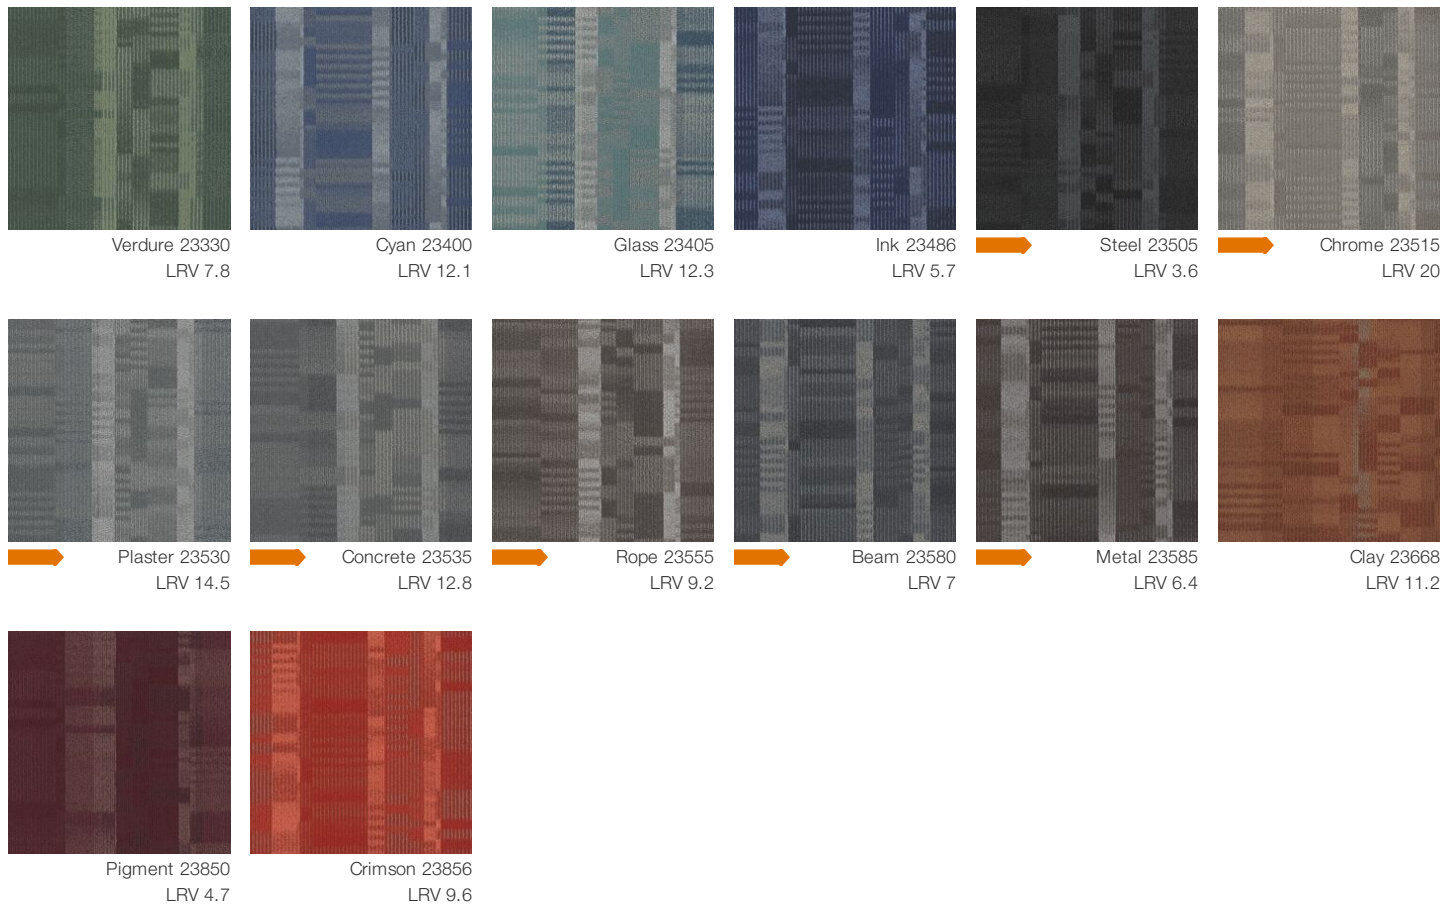 Verdure 23330
LRV 7.8
Cyan 23400
LRV 12.1
Glass 23405
LRV 12.3
Ink 23486
LRV 5.7
Steel 23505
LRV 3.6
Chrome 23515
LRV 20
Plaster 23530
LRV 14.5
Concrete 23535
LRV 12.8
Rope 23555
LRV 9.2
Beam 23580
LRV 7
Metal 23585
LRV 6.4
Clay 23668
LRV 11.2
Pigment 23850
LRV 4.7
Crimson 23856
LRV 9.6